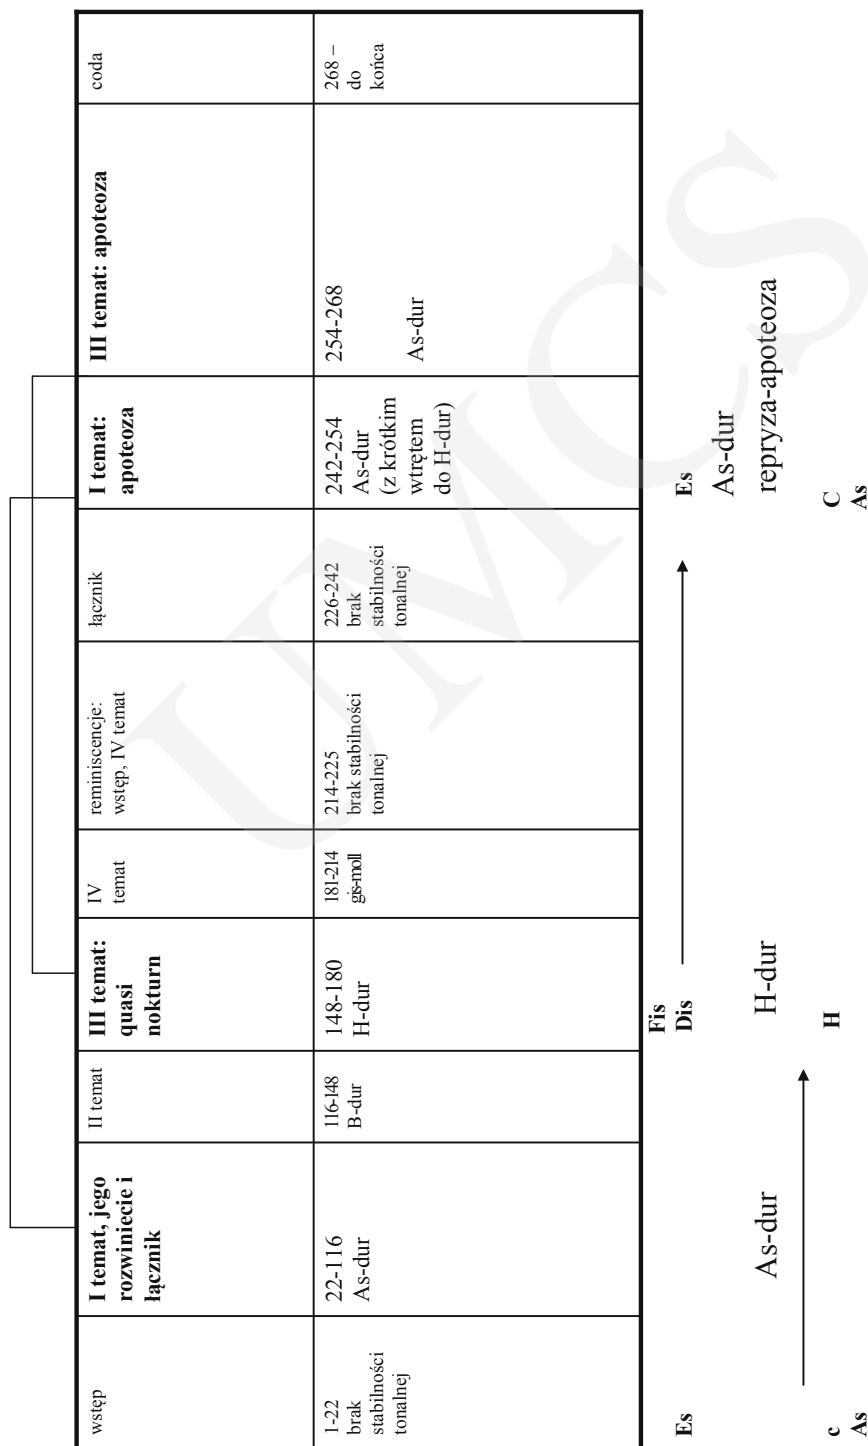 wstęp
I temat, jego
rozwiniecie i
łącznik
II temat
III temat:
quasi
nokturn
IV
temat
reminiscencje:
wstęp, IV temat
łącznik
I temat:
apoteoza
III temat: apoteoza
coda
1-22
brak
stabilności
tonalnej
22-116
As-dur
116-148
B-dur
148-180
H-dur
181-214
gis-moll
214-225
brak stabilności
tonalnej
226-242
brak
stabilności
tonalnej
242-254
As-dur
(z krótkim
wtrętem
do H-dur)
254-268
As-dur
268 –
do
końca
Es
Fis
Dis
Es
As-dur
H-dur
As-dur
repryza-apoteoza
c
As
H
C
As
UMCS